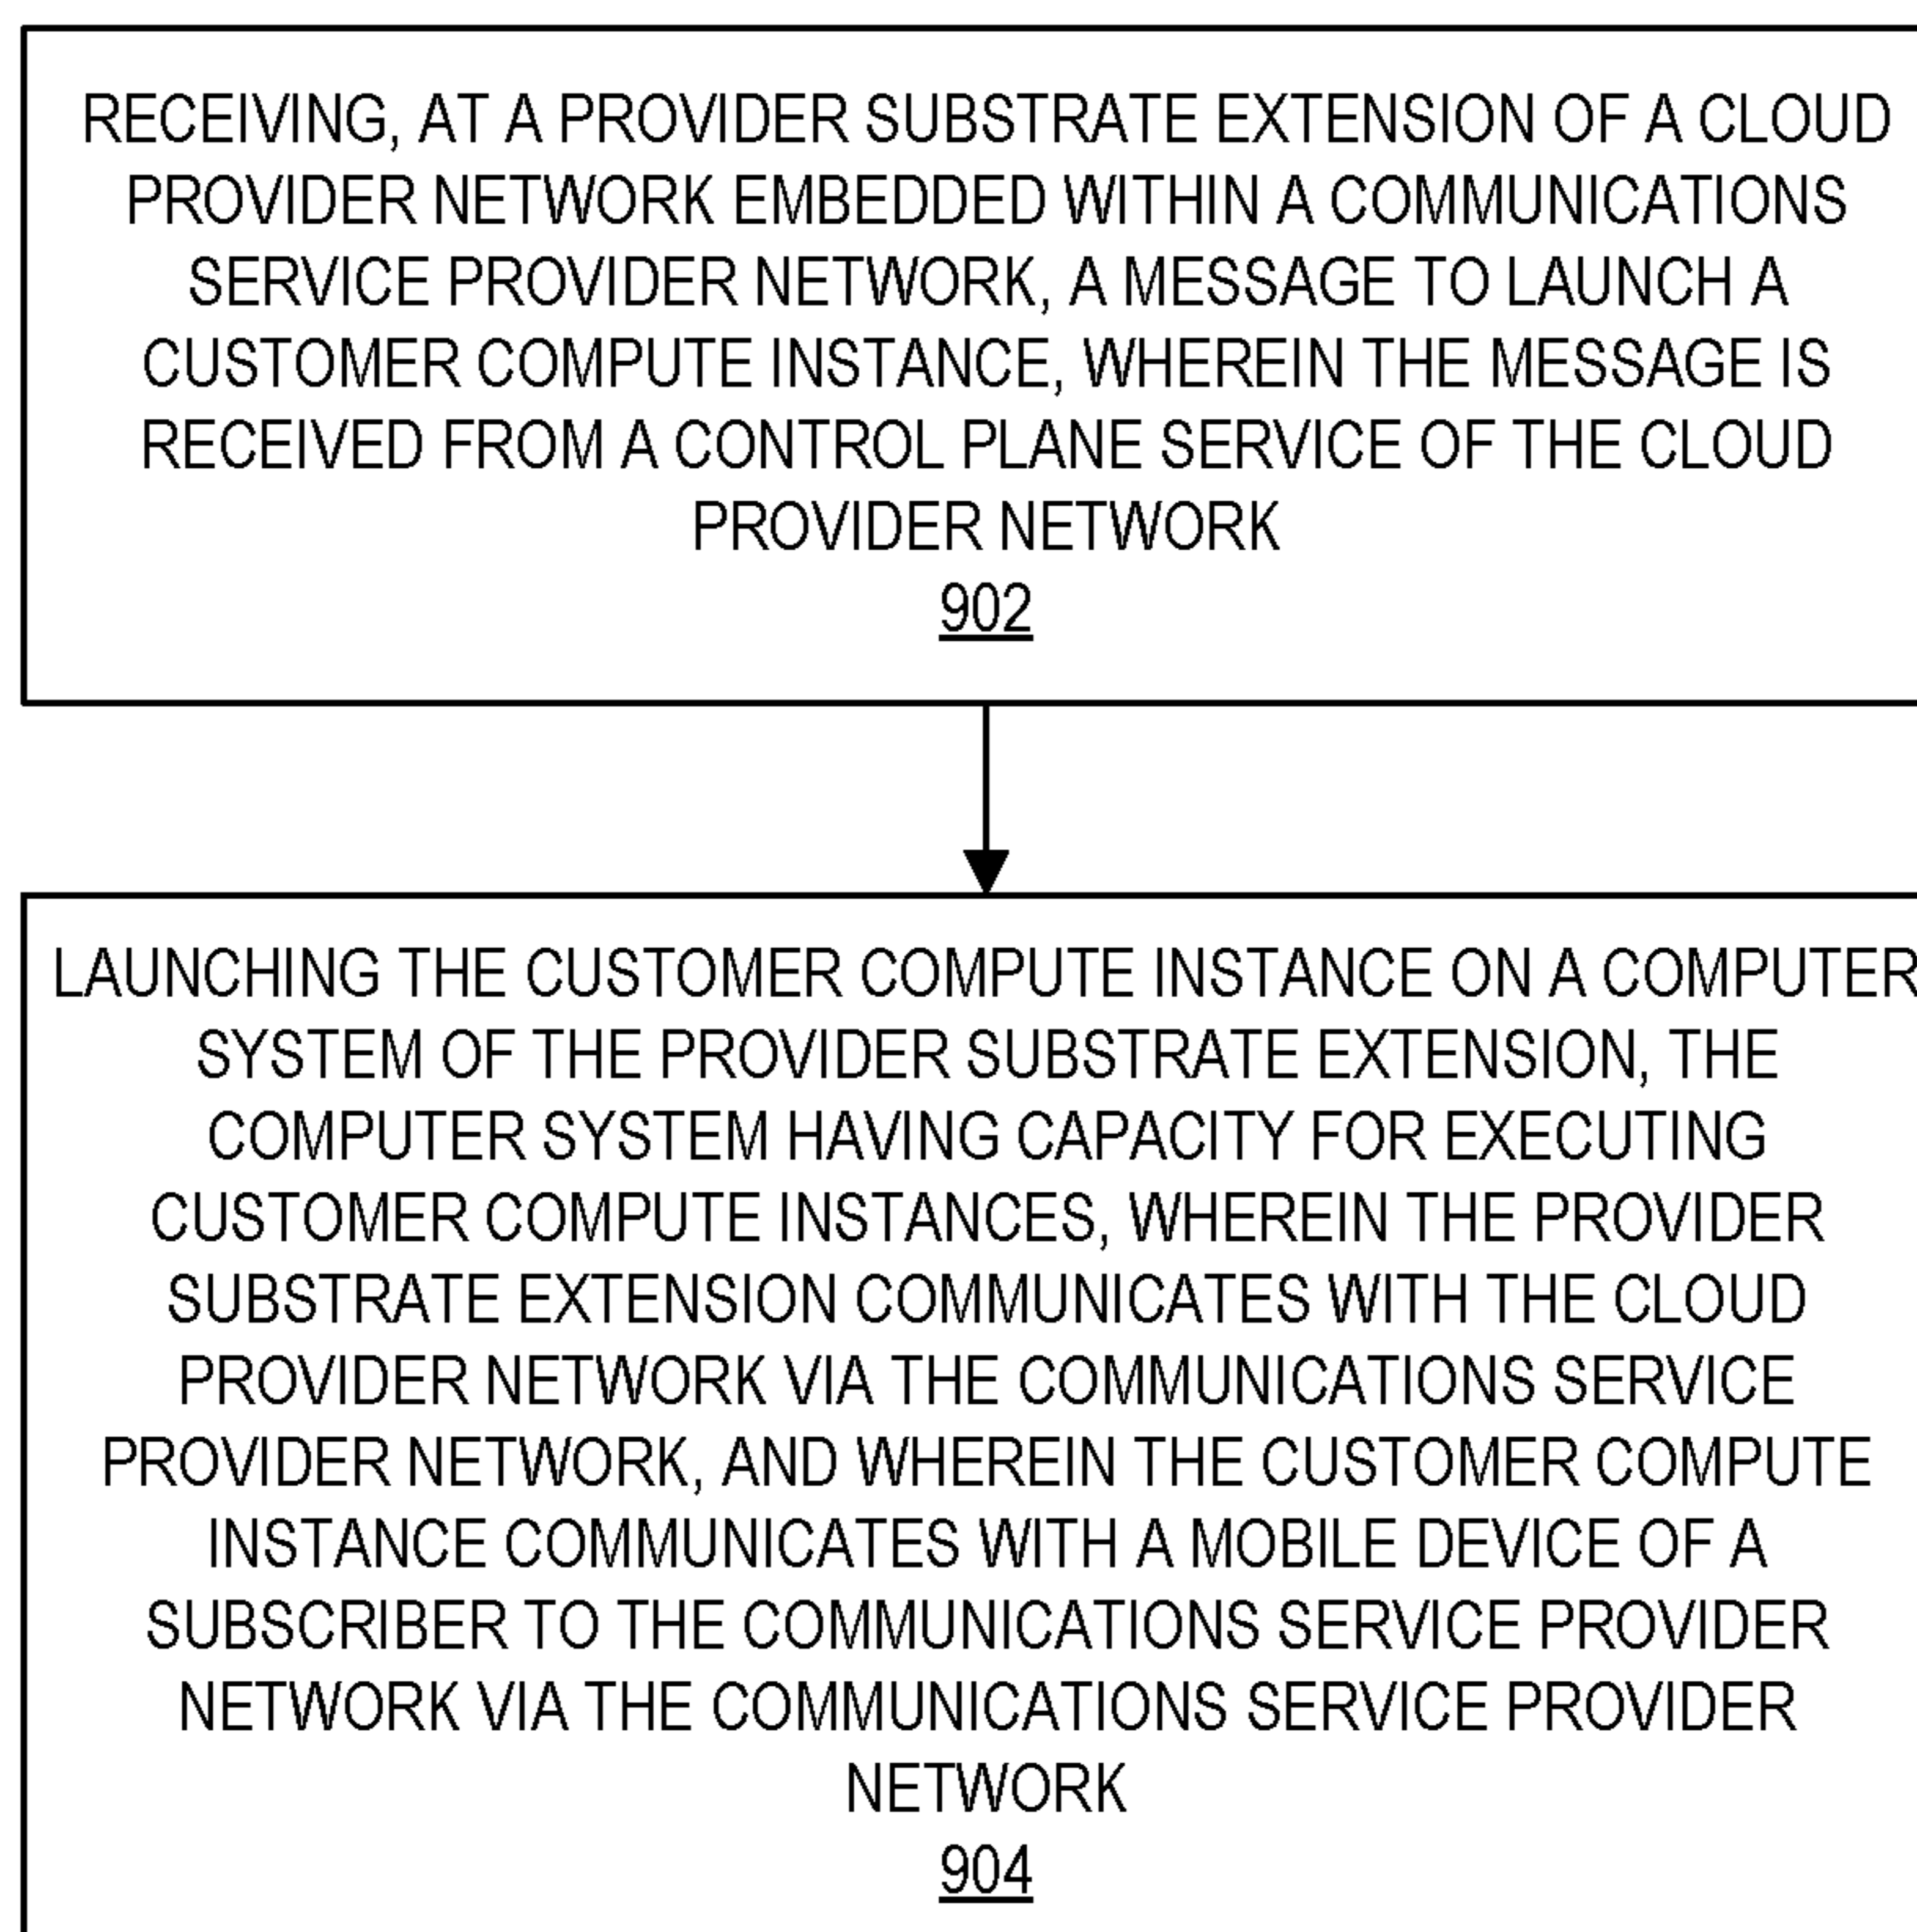 RECEIVING, AT A PROVIDER SUBSTRATE EXTENSION OF A CLOUD
PROVIDER NETWORK EMBEDDED WITHIN A COMMUNICATIONS
SERVICE PROVIDER NETWORK, A MESSAGE TO LAUNCH A
CUSTOMER COMPUTE INSTANCE, WHEREIN THE MESSAGE IS
RECEIVED FROM A CONTROL PLANE SERVICE OF THE CLOUD
PROVIDER NETWORK
902
LAUNCHING THE CUSTOMER COMPUTE INSTANCE ON A COMPUTER
SYSTEM OF THE PROVIDER SUBSTRATE EXTENSION, THE
COMPUTER SYSTEM HAVING CAPACITY FOR EXECUTING
CUSTOMER COMPUTE INSTANCES, WHEREIN THE PROVIDER
SUBSTRATE EXTENSION COMMUNICATES WITH THE CLOUD
PROVIDER NETWORK VIA THE COMMUNICATIONS SERVICE
PROVIDER NETWORK, AND WHEREIN THE CUSTOMER COMPUTE
INSTANCE COMMUNICATES WITH A MOBILE DEVICE OF A
SUBSCRIBER TO THE COMMUNICATIONS SERVICE PROVIDER
NETWORK VIA THE COMMUNICATIONS SERVICE PROVIDER
NETWORK
904